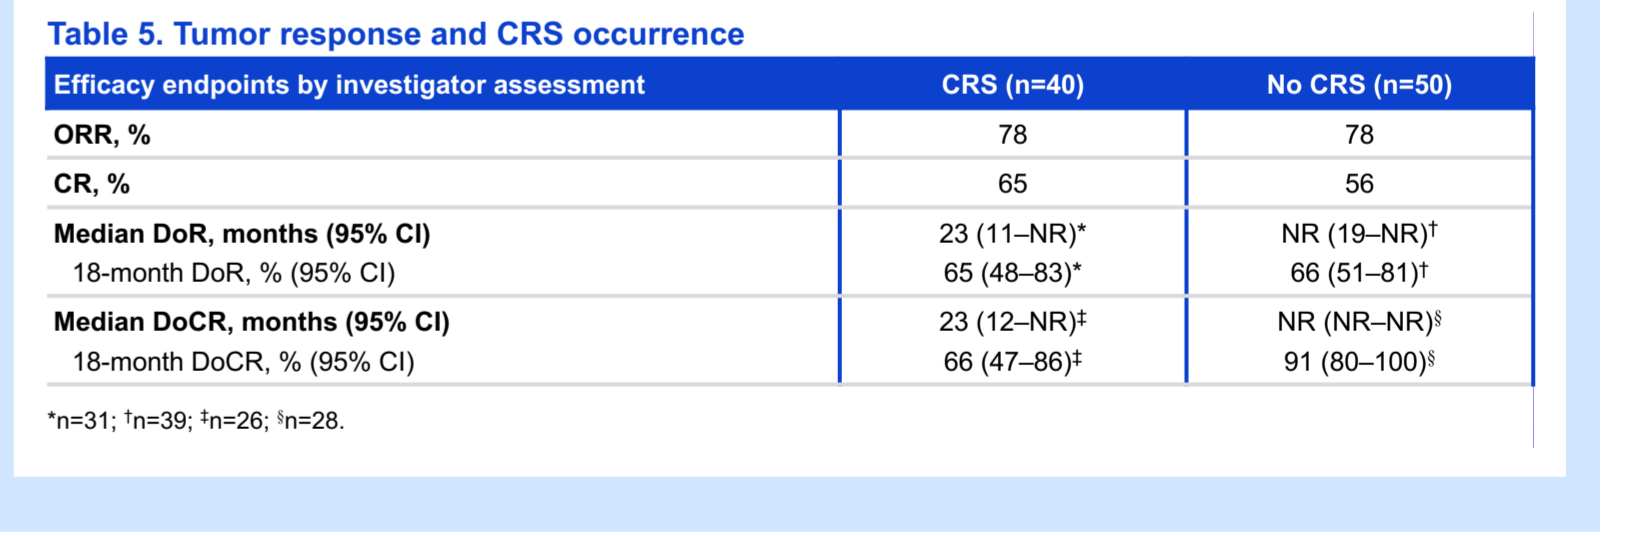 Table 5. Tumor response and CRS occurrence
Efficacy endpoints by investigator assessment CRS (n=40) No CRS (n=50)
ORR, % 78 78
CR, % 65 56
Median DoR, months (95% CI) 23 (11–NR)* NR (19–NR)†
18-month DoR, % (95% CI) 65 (48–83)* 66 (51–81)†
Median DoCR, months (95% CI) 23 (12–NR)‡ NR (NR–NR)§
18-month DoCR, % (95% CI) 66 (47–86)‡ 91 (80–100)§
*n=31; †n=39; ‡n=26; §n=28.